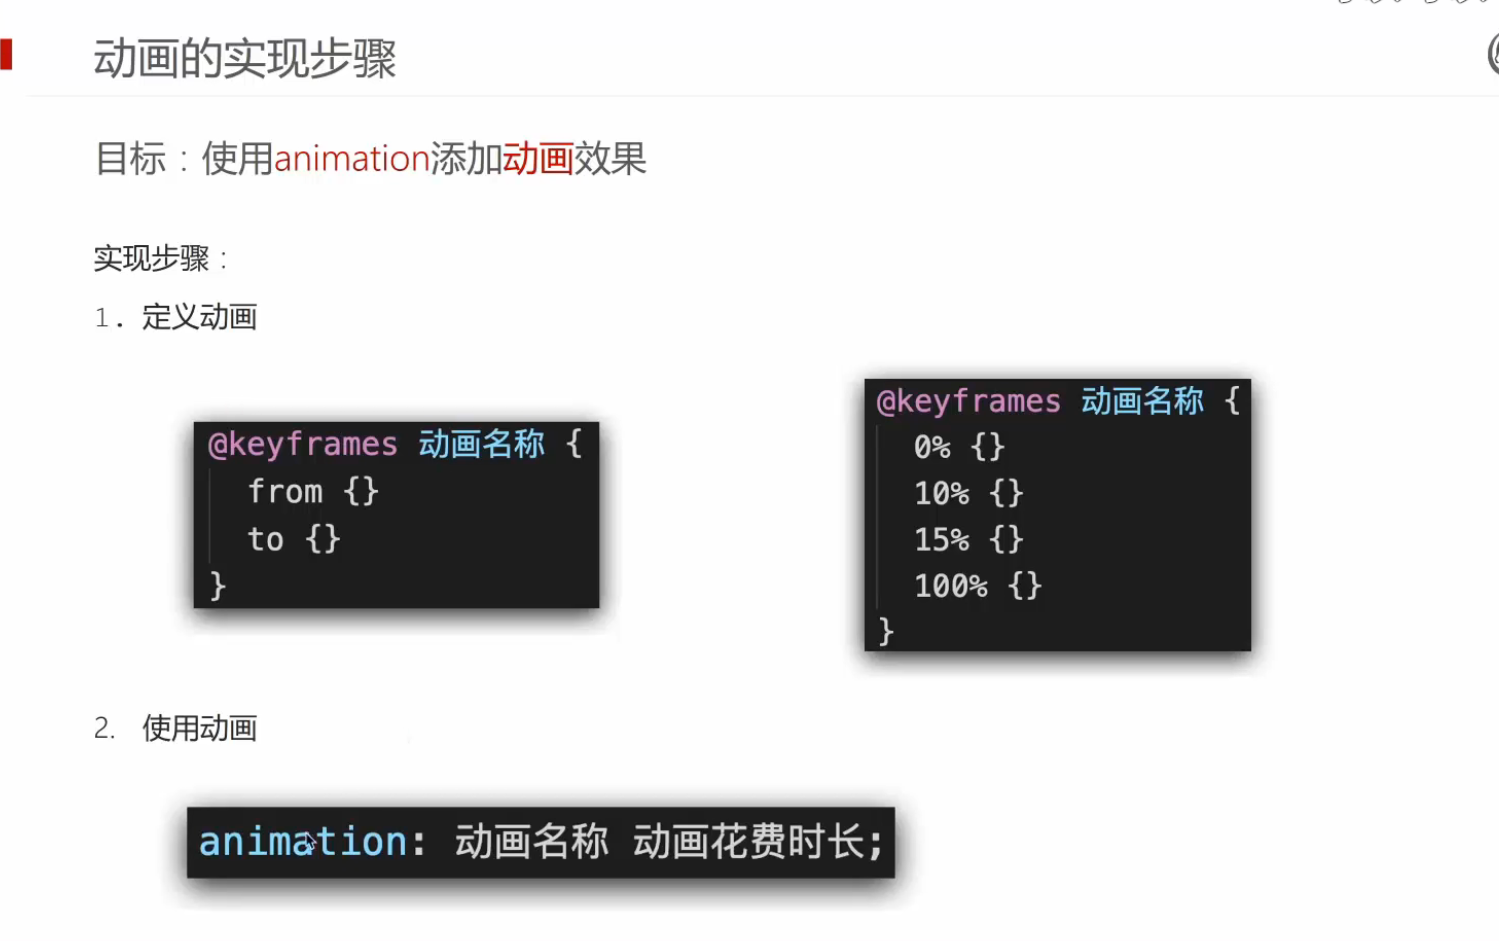 动画的实现步骤
目标：使用animation添加动画效果
实现步骤：
1. 定义动画
@keyframes 动画名称 {
from {}
to {}
}
@keyframes 动画名称 {
0% {}
10% {}
15% {}
100% {}
}
2. 使用动画
animation: 动画名称 动画花费时长;